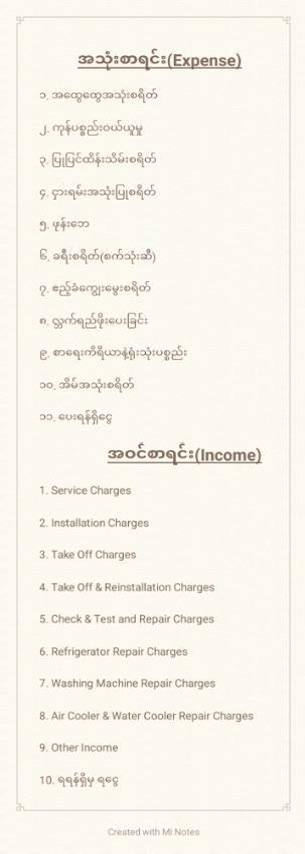 အသုံးစာရင်း(Expense)
၁. အထွေထွေအသုံးစရိတ်
၂. ကုန်ပစ္စည်းဝယ်ယူမှု
၃. ပြုပြင်ထိန်းသိမ်းစရိတ်
၄. ငှားရမ်းအသုံးပြုစရိတ်
၅. ဖုန်းဘေ
၆. ခရီးစရိတ်(စက်သုံးဆီ)
၇. ဧည့်ခံကျွေးမွေးစရိတ်
၈. လ္ဘက်ရည်ဖိုးပေးခြင်း
၉. စာရေးကိရိယာနဲ့ရုံးသုံးပစ္စည်း
၁၀. အိမ်အသုံးစရိတ်
၁၁. ပေးရန်ရှိငွေ
အဝင်စာရင်း(Income)
1. Service Charges
2. Installation Charges
3. Take Off Charges
4. Take Off & Reinstallation Charges
5. Check & Test and Repair Charges
6. Refrigerator Repair Charges
7. Washing Machine Repair Charges
8. Air Cooler & Water Cooler Repair Charges
9. Other Income
10. ရရန်ရှိမှ ရငွေ
Created with Mi Notes